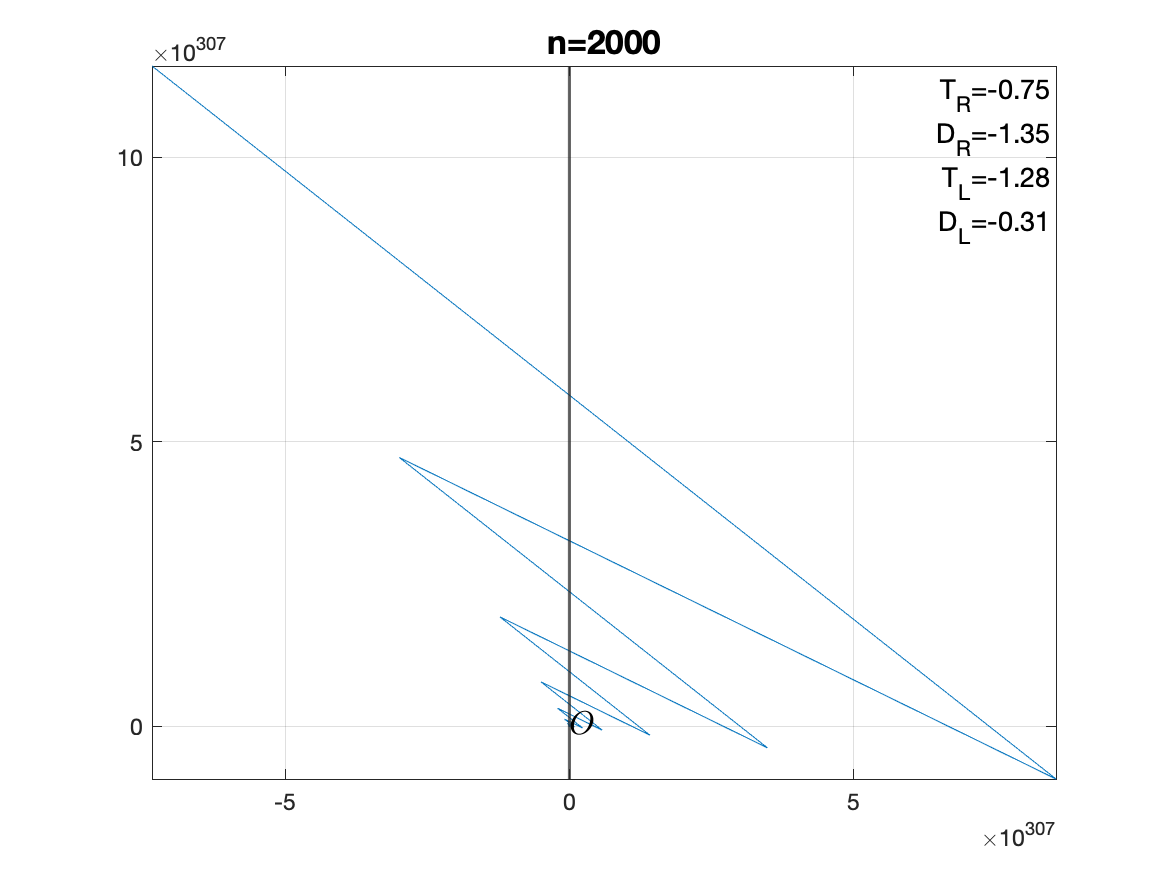 n=2000
×10^307
T_R=-0.75
D_R=-1.35
T_L=-1.28
D_L=-0.31
10
5
0
O
-5
0
5
×10^307